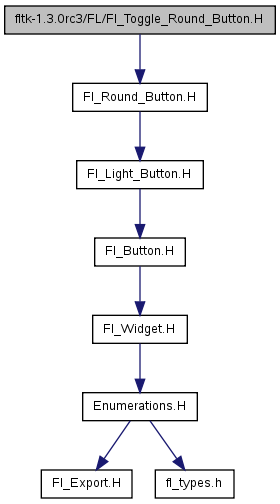 fltk-1.3.0rc3/FL/Fl_Toggle_Round_Button.H
Fl_Round_Button.H
Fl_Light_Button.H
Fl_Button.H
Fl_Widget.H
Enumerations.H
Fl_Export.H
fl_types.h